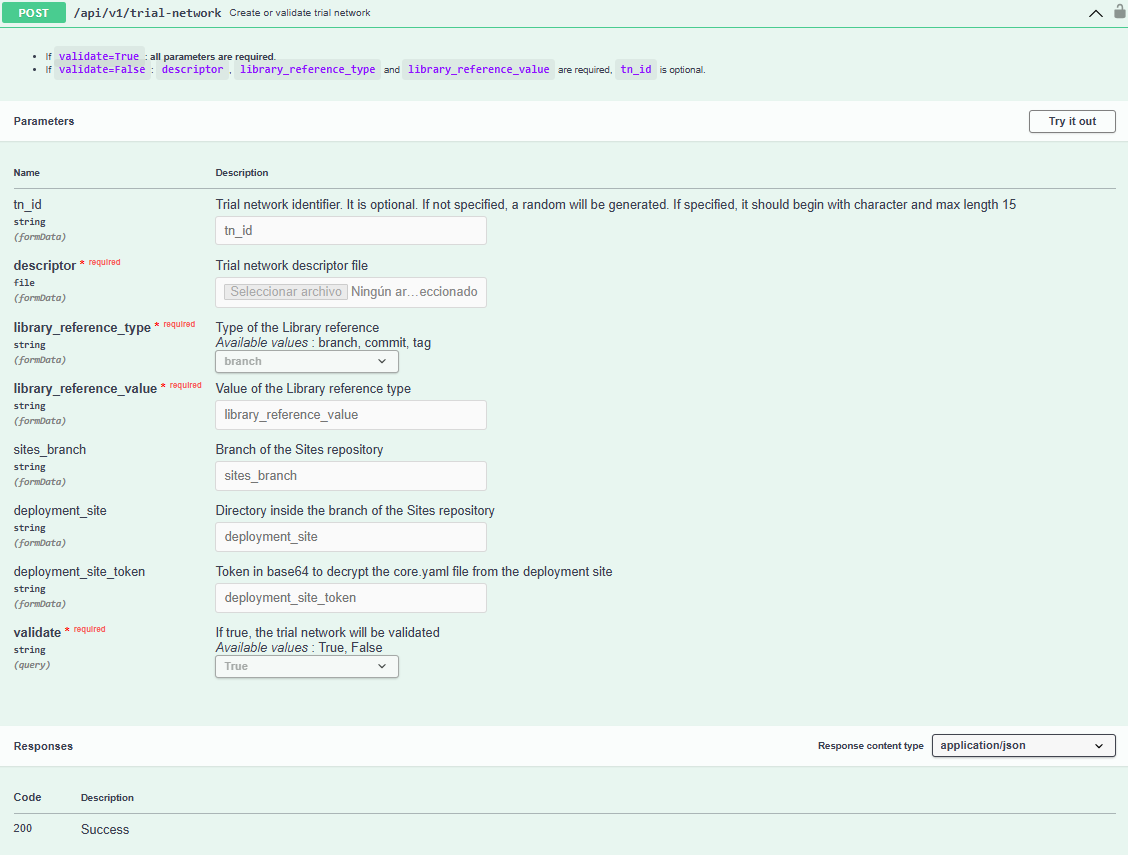 POST /api/v1/trial-network Create or validate trial network
If validate=True : all parameters are required.
If validate=False : descriptor, library_reference_type and library_reference_value are required, tn_id is optional.
Parameters
Try it out
Name Description
tn_id
string
(formData)
Trial network identifier. It is optional. If not specified, a random will be generated. If specified, it should begin with character and max length 15
tn_id
descriptor * required
file
(formData)
Trial network descriptor file
Seleccionar archivo Ningún ar...eccionado
library_reference_type * required
string
(formData)
Type of the Library reference
Available values : branch, commit, tag
branch
library_reference_value * required
string
(formData)
Value of the Library reference type
library_reference_value
sites_branch
string
(formData)
Branch of the Sites repository
sites_branch
deployment_site
string
(formData)
Directory inside the branch of the Sites repository
deployment_site
deployment_site_token
string
(formData)
Token in base64 to decrypt the core.yaml file from the deployment site
deployment_site_token
validate * required
string
(query)
If true, the trial network will be validated
Available values : True, False
True
Responses
Response content type application/json
Code Description
200 Success